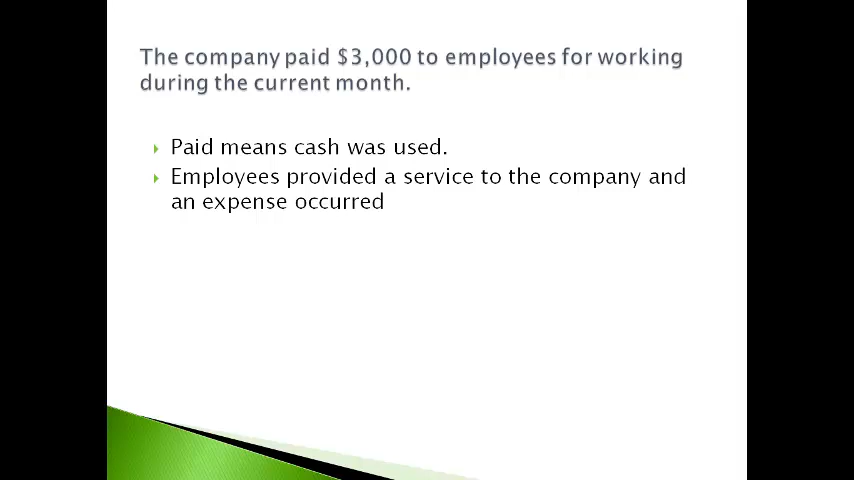 The company paid $3,000 to employees for working
during the current month.
Paid means cash was used.
Employees provided a service to the company and
an expense occurred